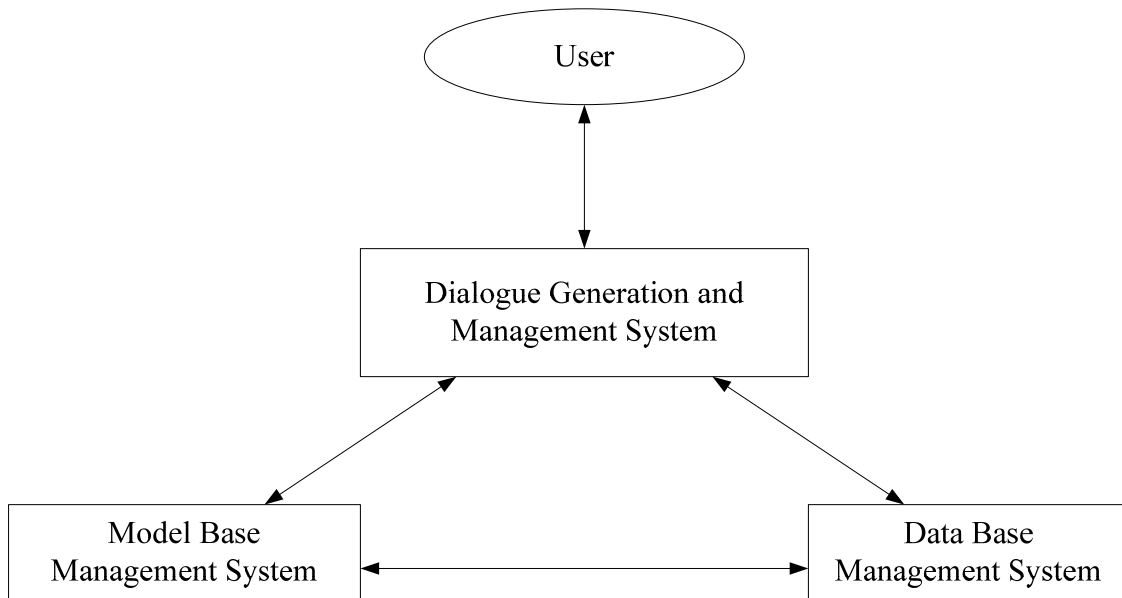 User
Dialogue Generation and
Management System
Model Base
Management System
Data Base
Management System